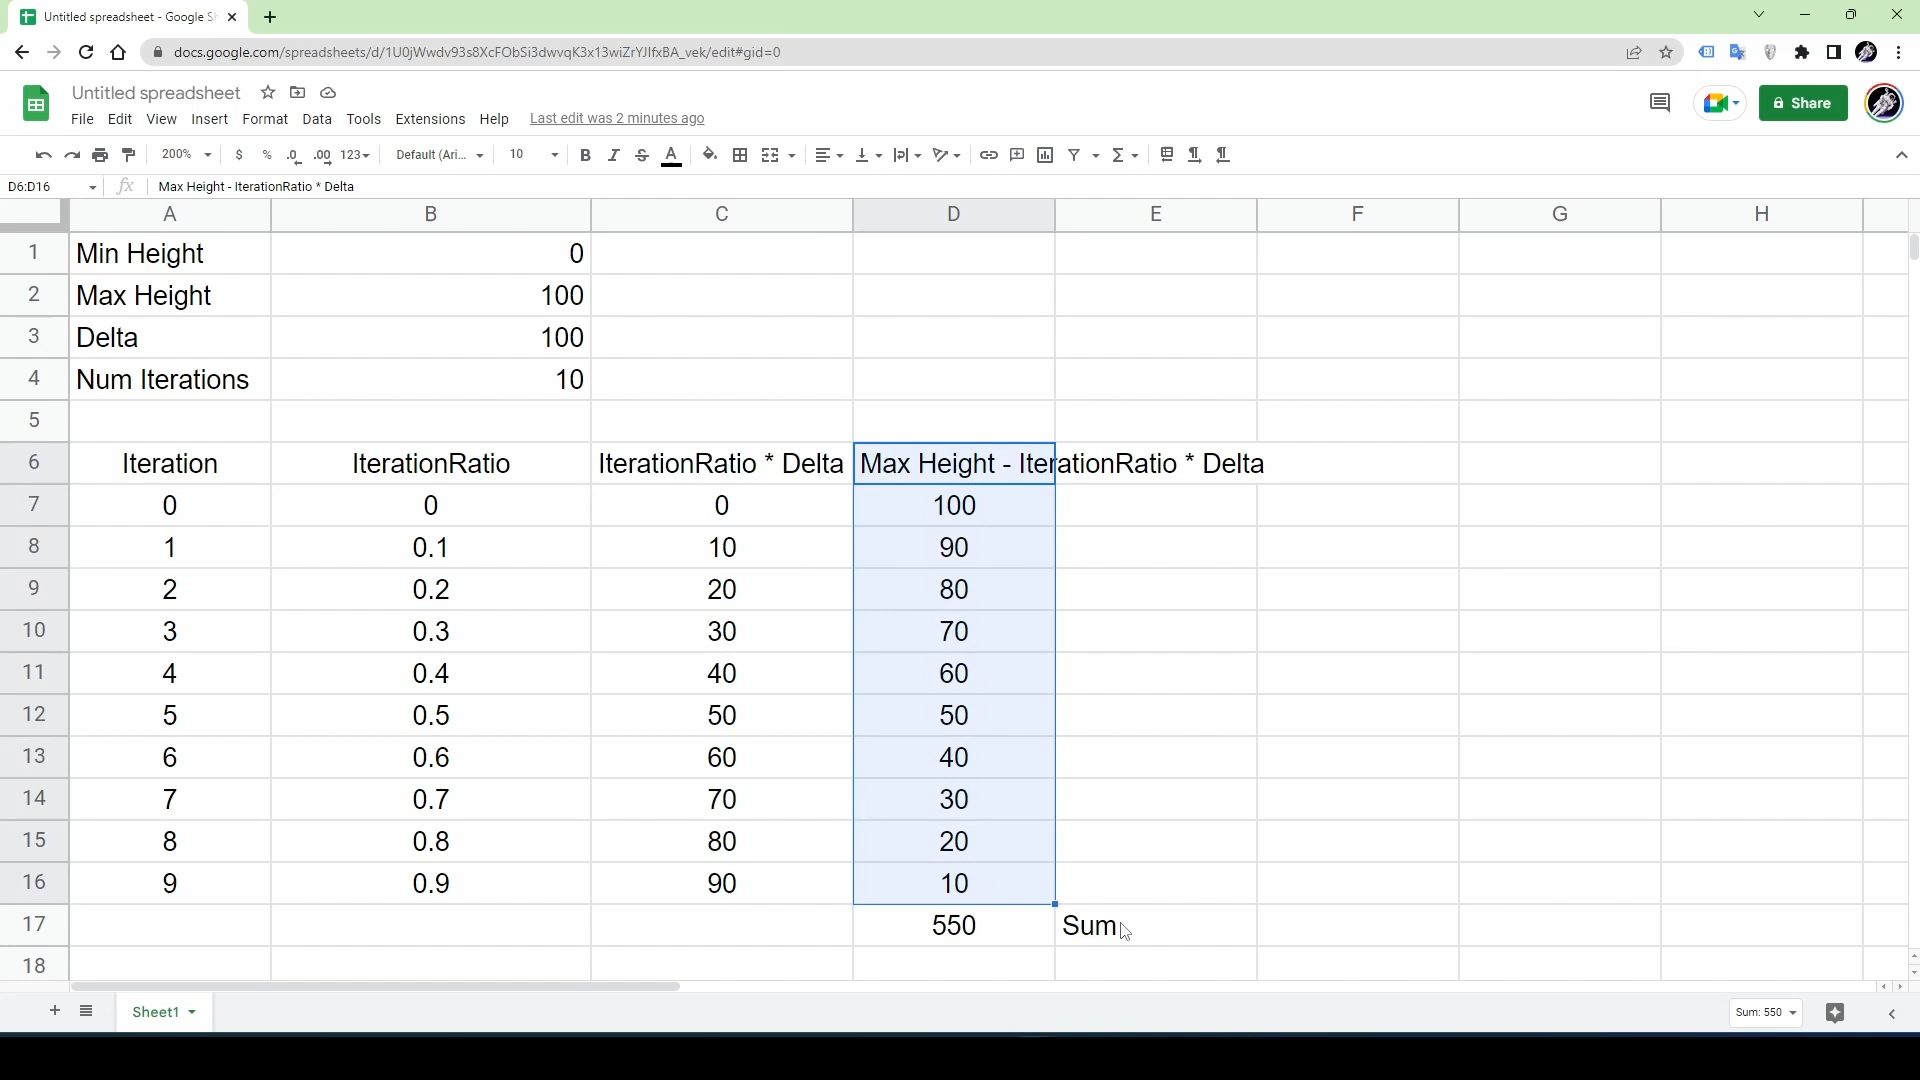 Untitled spreadsheet - Google Sh
docs.google.com/spreadsheets/d/1U0jWwdv93s8XcFObSi3dwvqK3x13wiZrYJIfxBA_vek/edit#gid=0
Untitled spreadsheet
File Edit View Insert Format Data Tools Extensions Help Last edit was 2 minutes ago
Share
200% $ % .0 .00 123 Default (Ari... 10 B I S A
D6:D16 fx Max Height - IterationRatio * Delta
A B C D E F G H
1 Min Height 0
2 Max Height 100
3 Delta 100
4 Num Iterations 10
5
6 Iteration IterationRatio IterationRatio * Delta Max Height - IterationRatio * Delta
7 0 0 0 100
8 1 0.1 10 90
9 2 0.2 20 80
10 3 0.3 30 70
11 4 0.4 40 60
12 5 0.5 50 50
13 6 0.6 60 40
14 7 0.7 70 30
15 8 0.8 80 20
16 9 0.9 90 10
17 550 Sum
18
Sheet1
Sum: 550